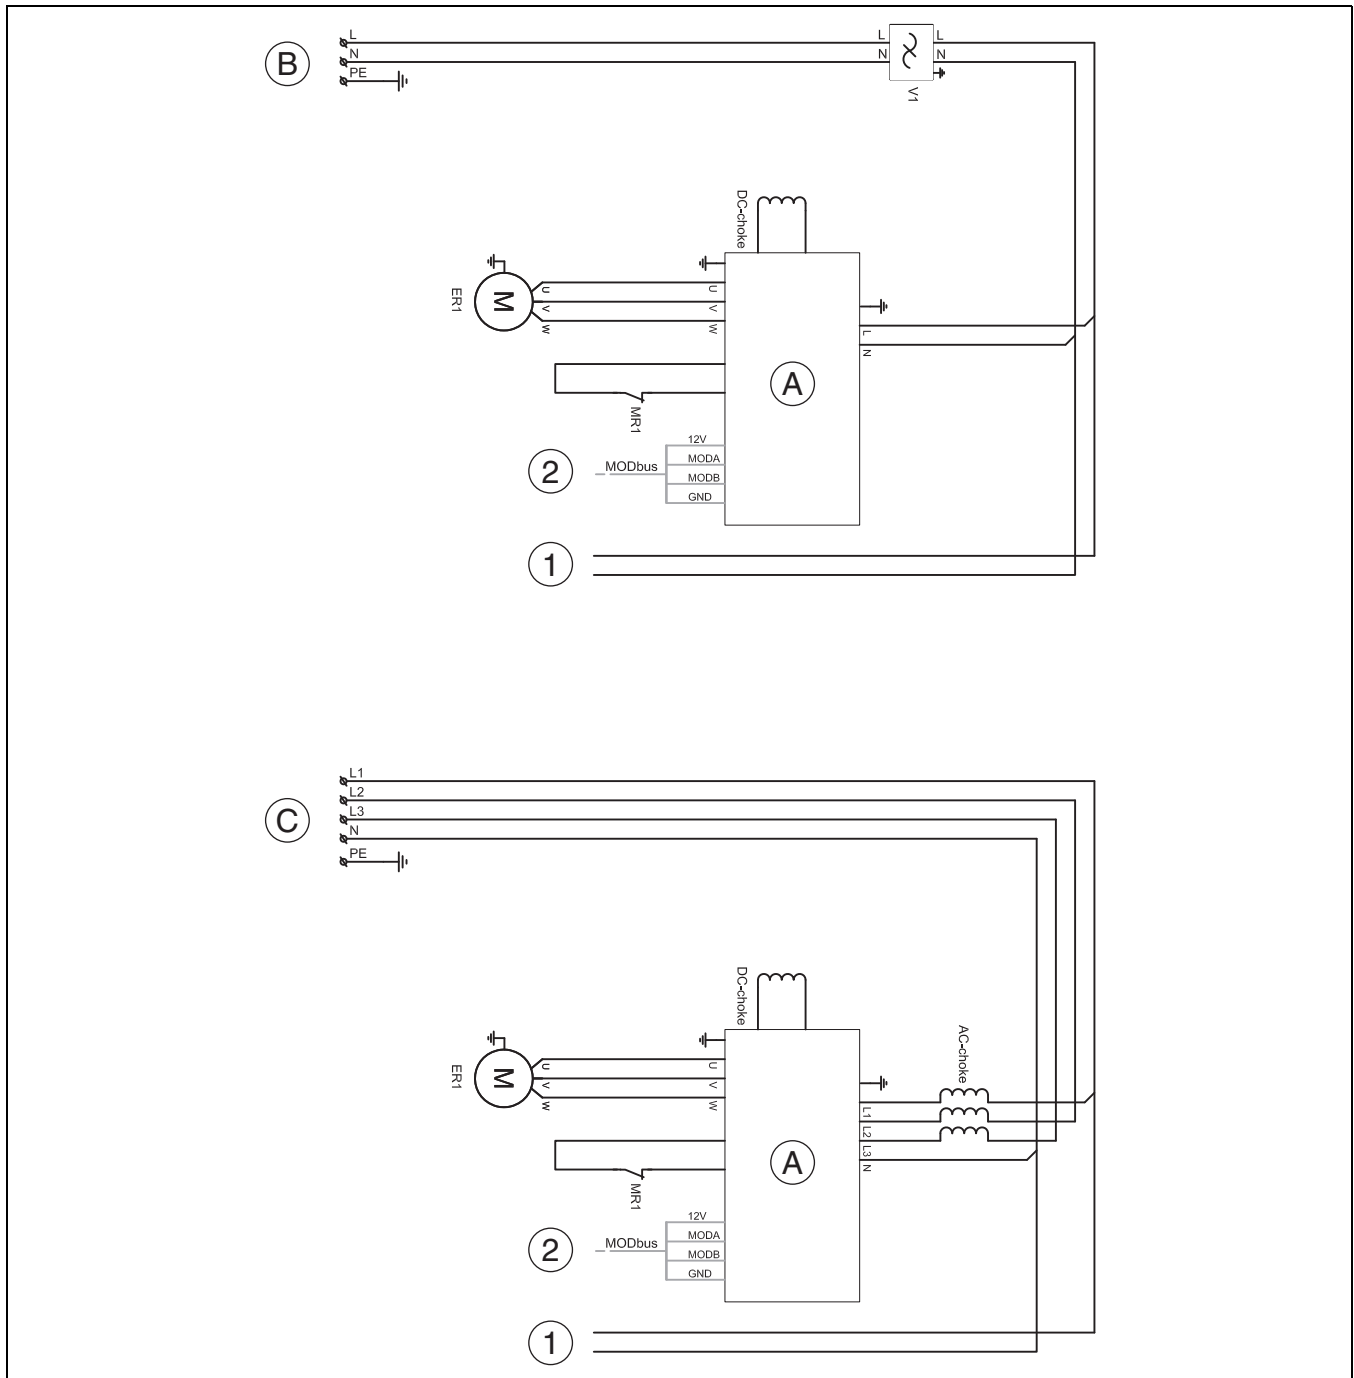 L
N
PE
B
L
N
L
N
V1
DC-choke
ER1
M
U
V
W
U
V
W
L
N
A
MR1
2
MODbus
12V
MODA
MODB
GND
1
L1
L2
L3
N
PE
C
DC-choke
AC-choke
ER1
M
U
V
W
U
V
W
L1
L2
L3
N
A
MR1
2
MODbus
12V
MODA
MODB
GND
1